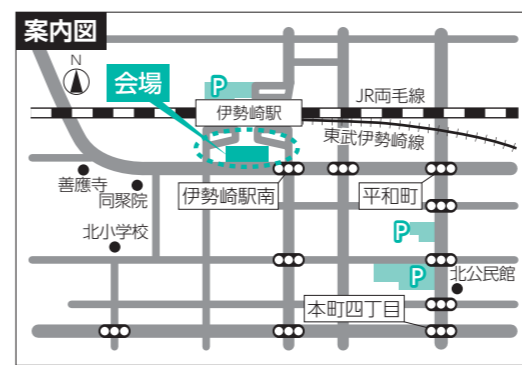 案内図
N
会場
P
伊勢崎駅
JR両毛線
東武伊勢崎線
善應寺
同聚院
伊勢崎駅南
平和町
北小学校
P
P
北公民館
本町四丁目